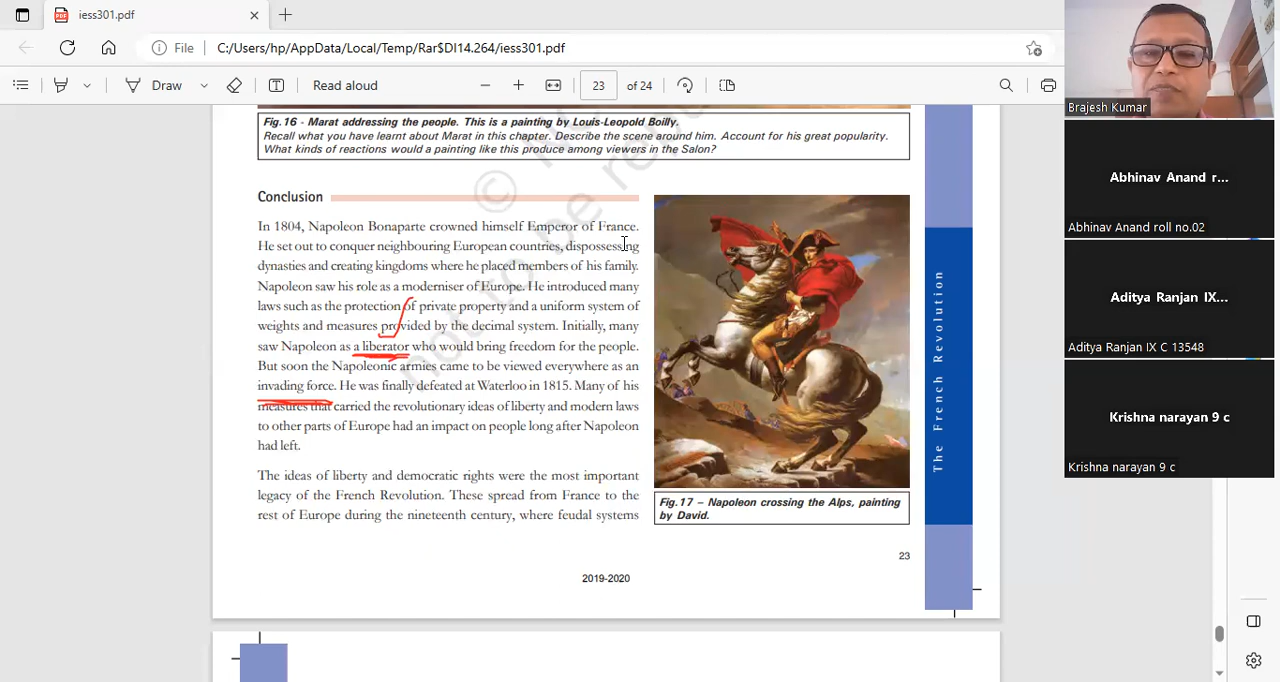 iess301.pdf
File
C:/Users/hp/AppData/Local/Temp/Rar$DI14.264/iess301.pdf
Draw
Read aloud
23
of 24
Fig.16 - Marat addressing the people. This is a painting by Louis-Leopold Boilly.
Recall what you have learnt about Marat in this chapter. Describe the scene around him. Account for his great popularity.
What kinds of reactions would a painting like this produce among viewers in the Salon?
Conclusion
In 1804, Napoleon Bonaparte crowned himself Emperor of France.
He set out to conquer neighbouring European countries, dispossessing
dynasties and creating kingdoms where he placed members of his family.
Napoleon saw his role as a moderniser of Europe. He introduced many
laws such as the protection of private property and a uniform system of
weights and measures provided by the decimal system. Initially, many
saw Napoleon as a liberator who would bring freedom for the people.
But soon the Napoleonic armies came to be viewed everywhere as an
invading force. He was finally defeated at Waterloo in 1815. Many of his
measures that carried the revolutionary ideas of liberty and modern laws
to other parts of Europe had an impact on people long after Napoleon
had left.
The ideas of liberty and democratic rights were the most important
legacy of the French Revolution. These spread from France to the
rest of Europe during the nineteenth century, where feudal systems
Fig.17 – Napoleon crossing the Alps, painting
by David.
The French Revolution
23
2019-2020
©
not to be
Brajesh Kumar
Abhinav Anand r...
Abhinav Anand roll no.02
Aditya Ranjan IX...
Aditya Ranjan IX C 13548
Krishna narayan 9 c
Krishna narayan 9 c